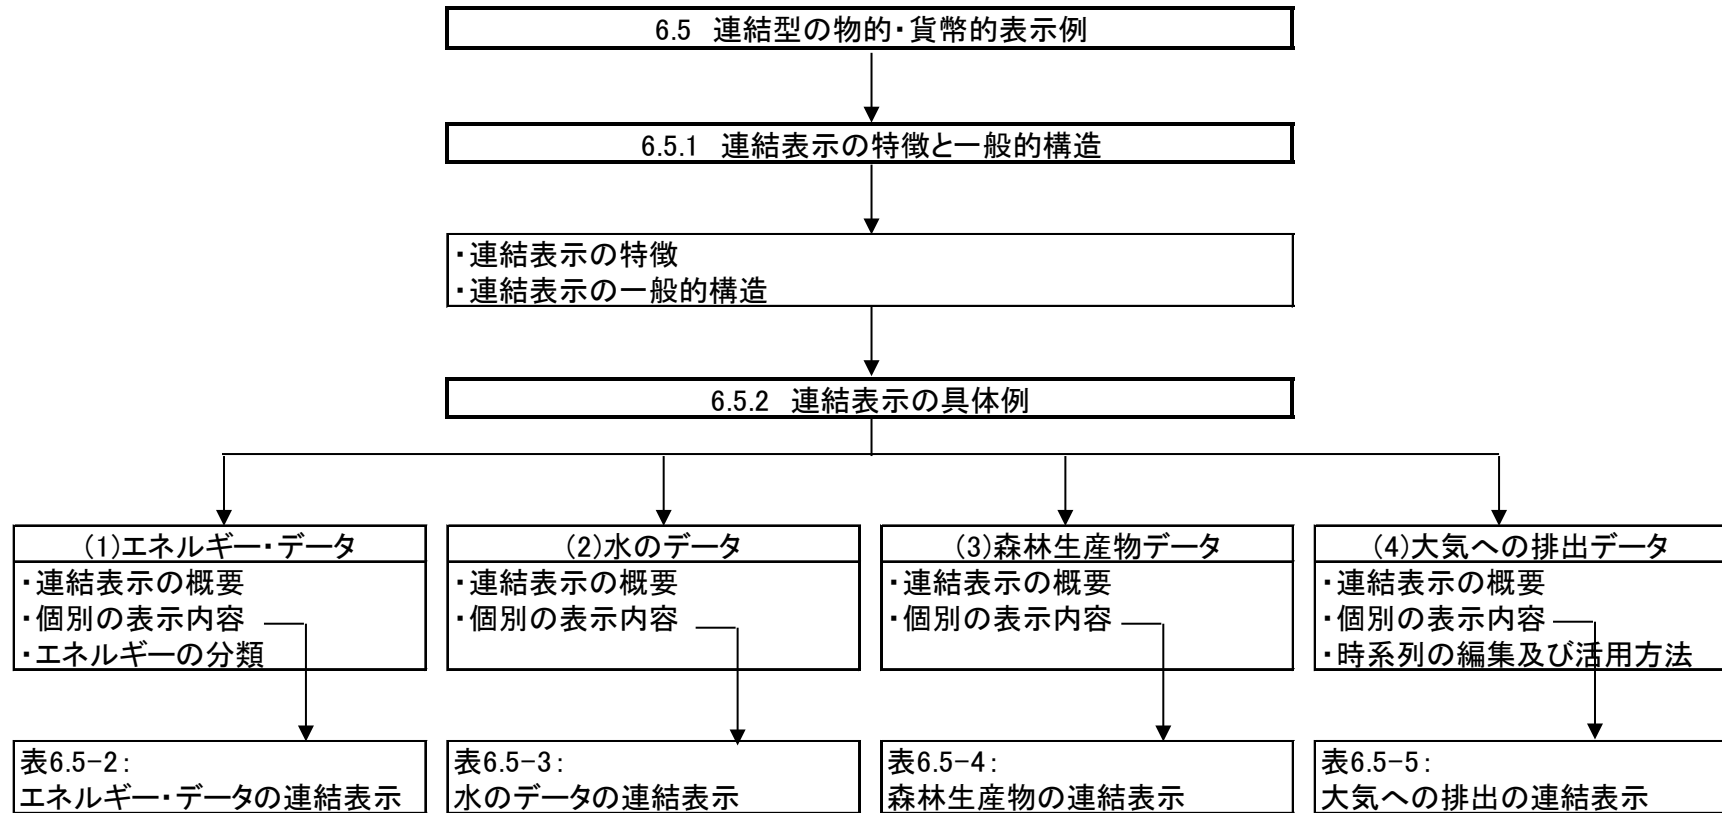 6.5 連結型の物的・貨幣的表示例
6.5.1 連結表示の特徴と一般的構造
・連結表示の特徴
・連結表示の一般的構造
6.5.2 連結表示の具体例
(1)エネルギー・データ
・連結表示の概要
・個別の表示内容
・エネルギーの分類
(2)水のデータ
・連結表示の概要
・個別の表示内容
(3)森林生産物データ
・連結表示の概要
・個別の表示内容
(4)大気への排出データ
・連結表示の概要
・個別の表示内容
・時系列の編集及び活用方法
表6.5-2:
エネルギー・データの連結表示
表6.5-3:
水のデータの連結表示
表6.5-4:
森林生産物の連結表示
表6.5-5:
大気への排出の連結表示